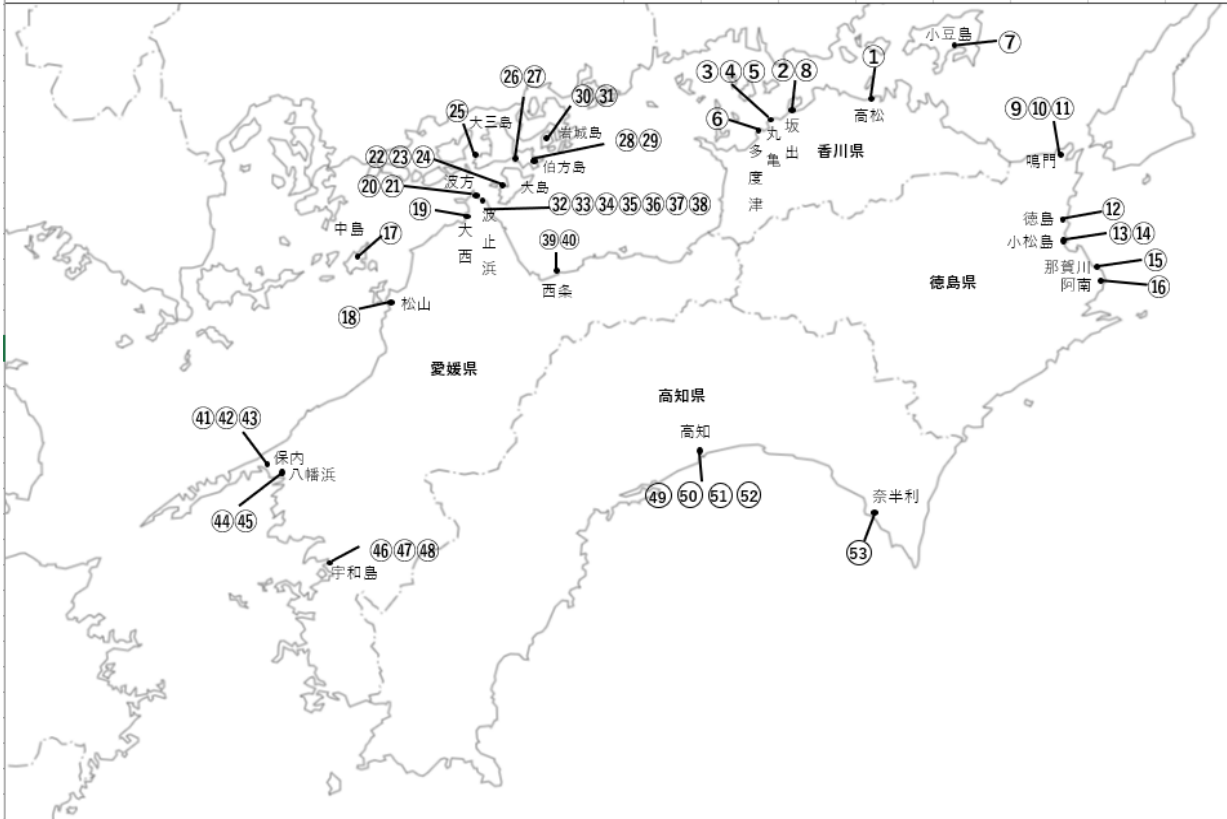 小豆島
⑦
①
③④⑤
②⑧
高松
⑥
丸亀
坂出
多度津
香川県
⑨⑩⑪
鳴門
㉖㉗
㉚㉛
㉕
大三島
岩城島
㉘㉙
伯方島
㉒㉓㉔
大島
波方
⑳㉑
⑲
大西
波止浜
㉜㉝㉞㉟㊱㊲㊳
中島
⑰
㊴㊵
西条
⑱
松山
徳島
⑫
小松島
⑬⑭
那賀川
⑮
阿南
⑯
徳島県
愛媛県
高知県
㊶㊷㊸
保内
八幡浜
㊹㊺
高知
㊾㊿51 52
奈半利
53
㊻㊼㊽
宇和島